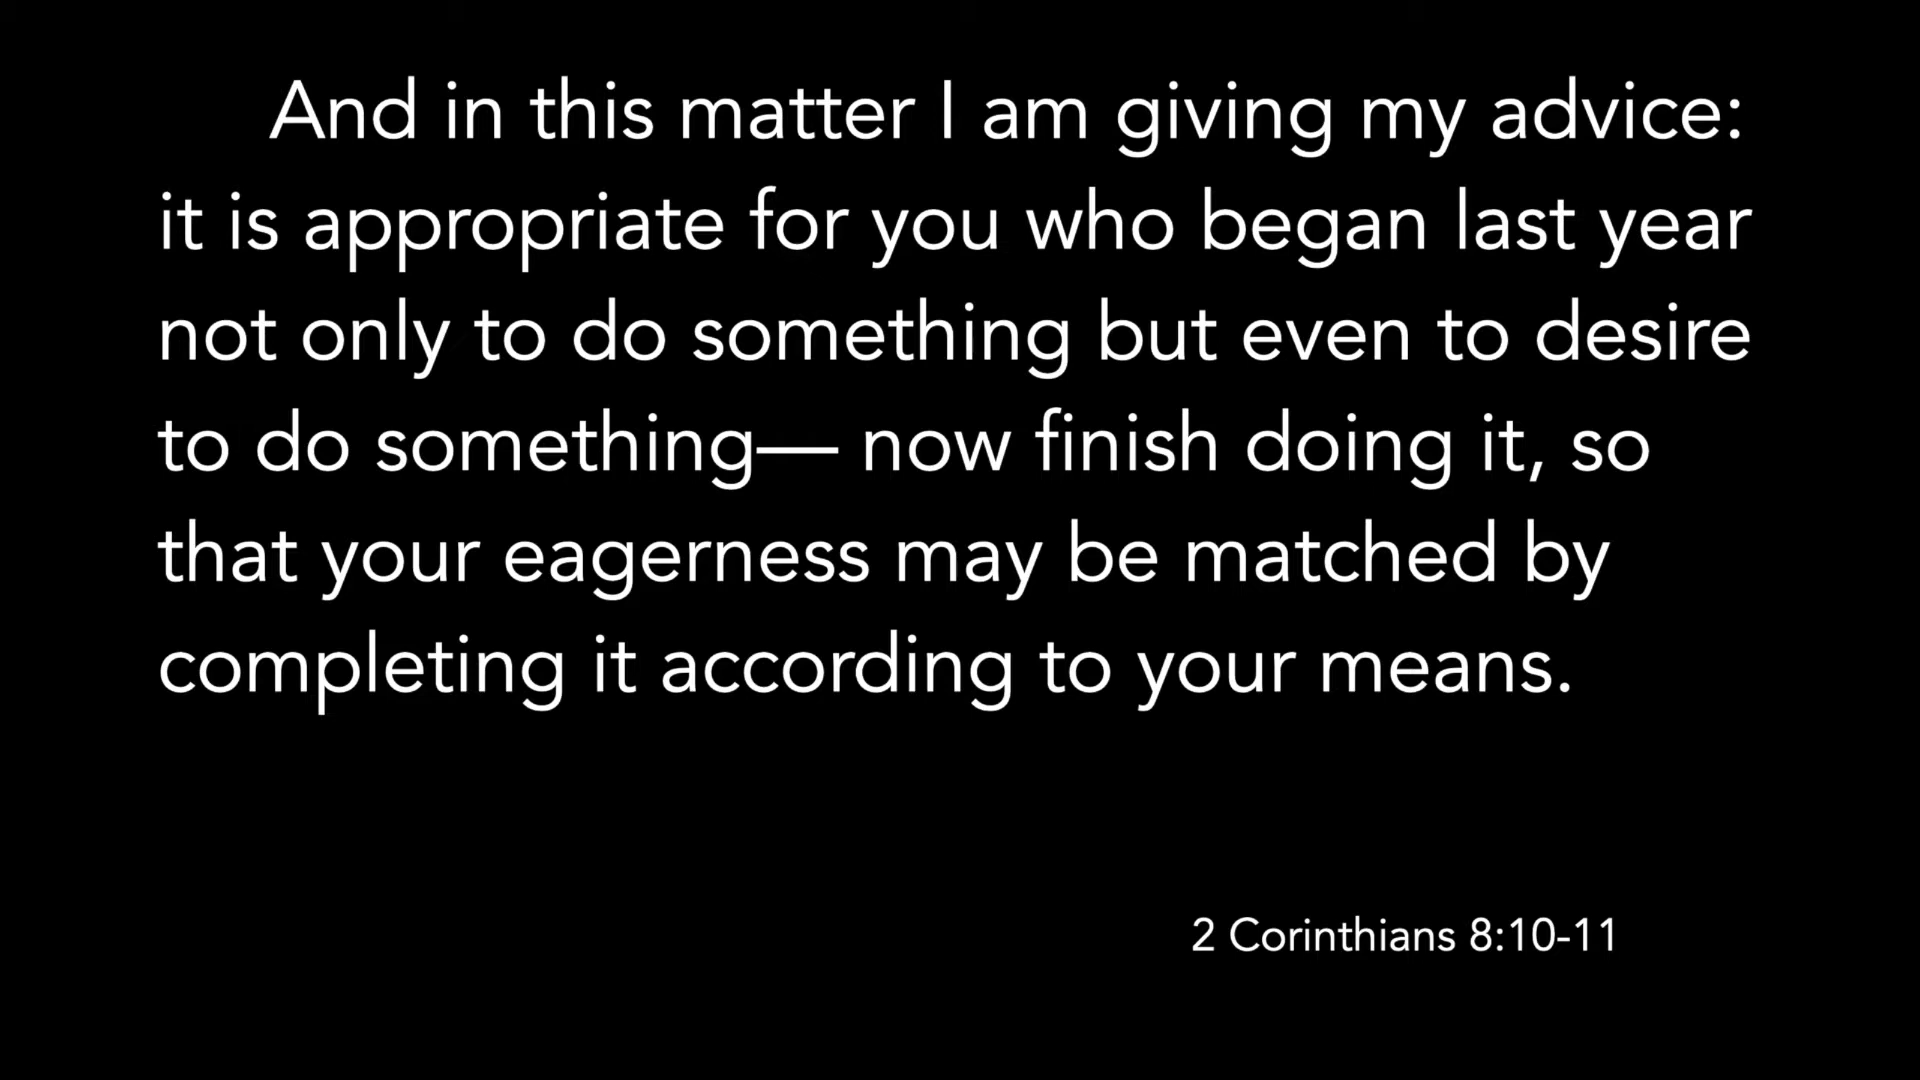 And in this matter I am giving my advice:
it is appropriate for you who began last year
not only to do something but even to desire
to do something— now finish doing it, so
that your eagerness may be matched by
completing it according to your means.
2 Corinthians 8:10-11